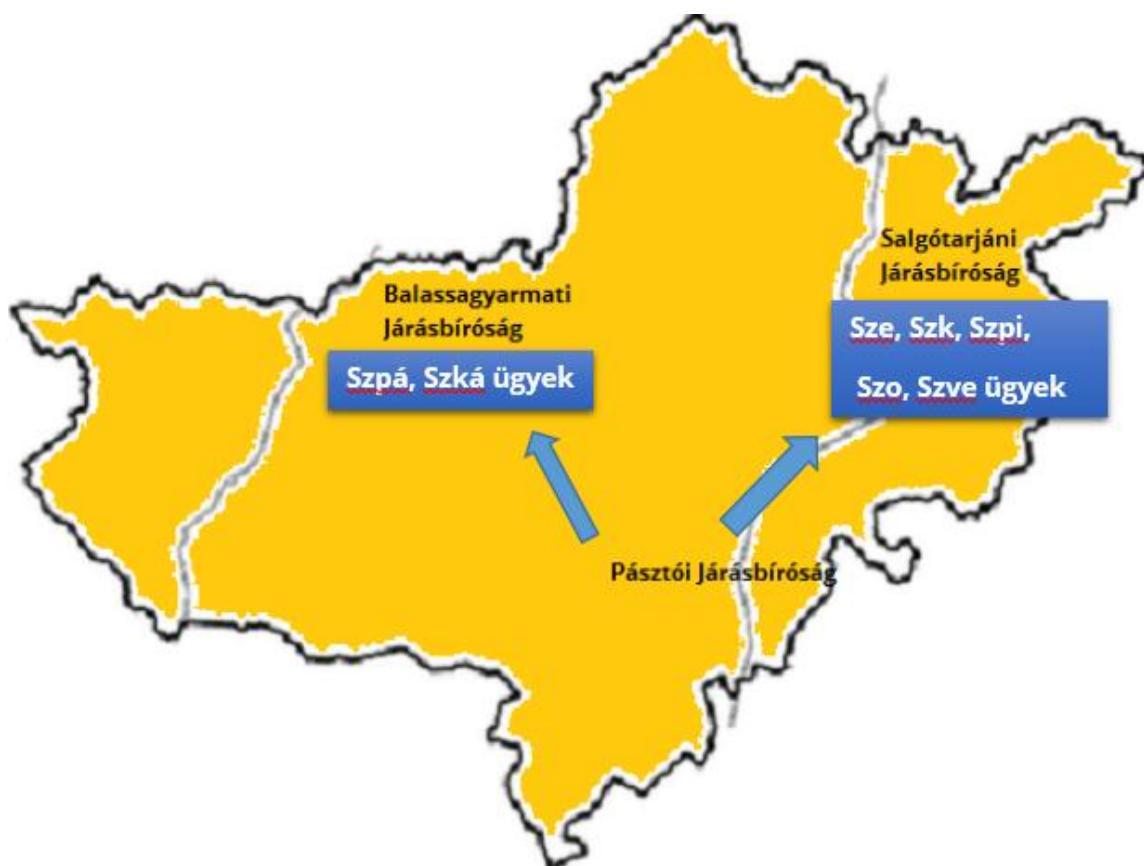 Salgótarjáni
Járásbíróság
Sze, Szk, Szpi,
Szo, Szve ügyek
Balassagyarmati
Járásbíróság
Szpá, Szká ügyek
Pásztói Járásbíróság